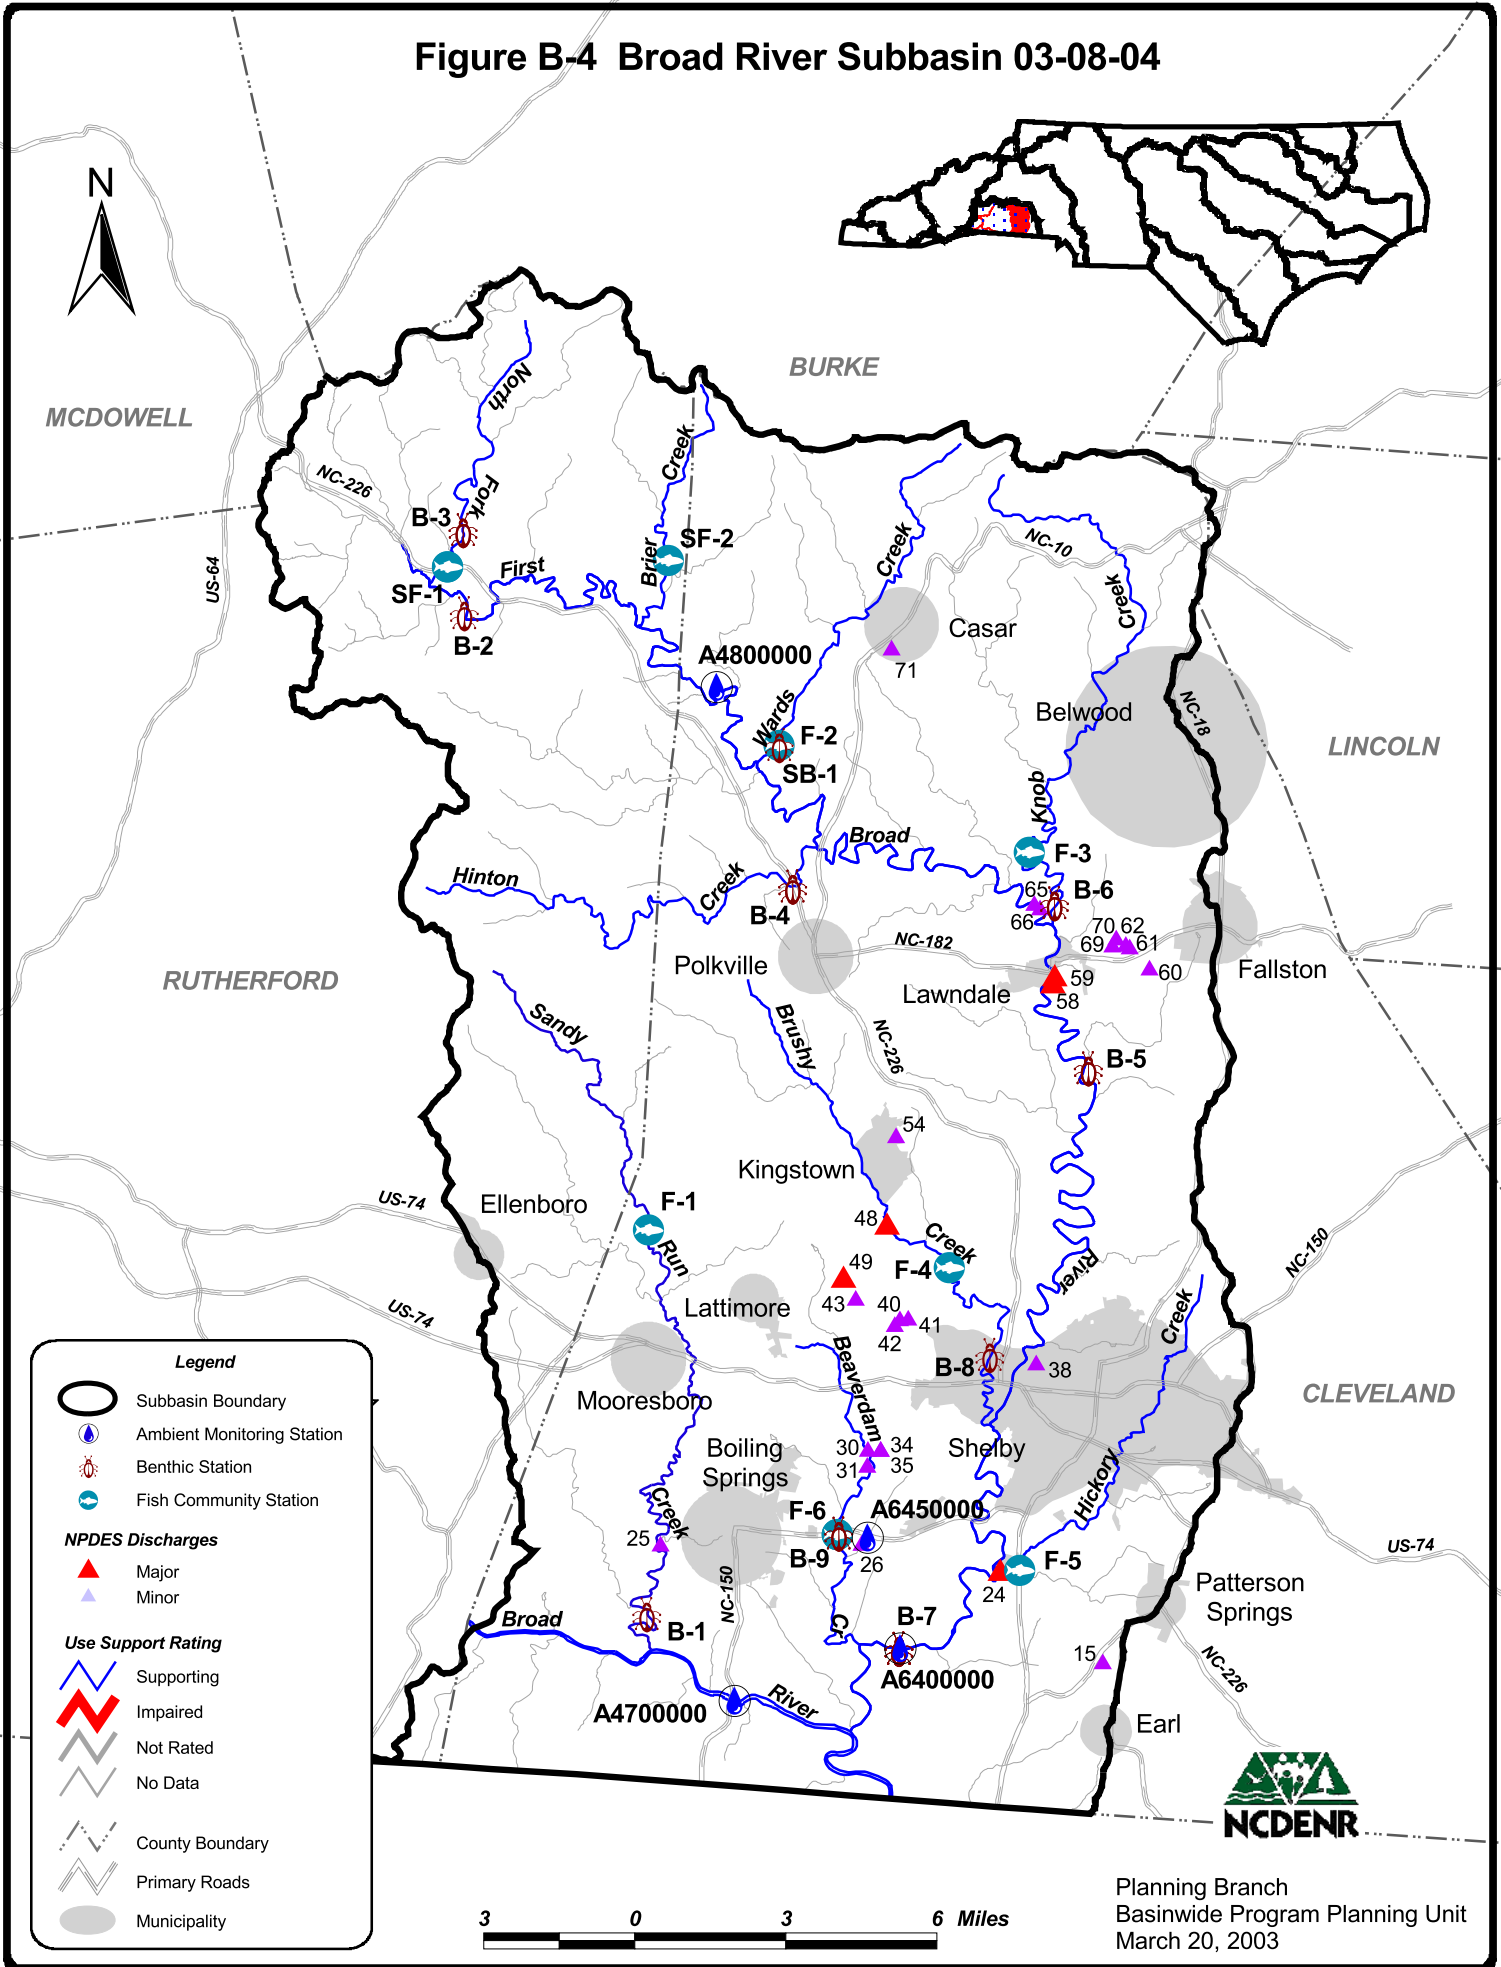 Figure B-4 Broad River Subbasin 03-08-04
N
BURKE
MCDOWELL
North
Creek
NC-226
Fork
B-3
SF-2
Creek
NC-10
US-64
Brier
First
SF-1
Creek
B-2
Casar
A4800000
71
Wards
Belwood
NC-18
F-2
SB-1
LINCOLN
Knob
Broad
F-3
Hinton
Creek
B-6
65
66
B-4
70 62
69 61
NC-182
60
Polkville
Fallston
RUTHERFORD
59
Lawndale
58
Sandy
Brushy
NC-226
B-5
54
Kingstown
US-74
Ellenboro
F-1
48
Creek
NC-150
Run
49
F-4
River
43
40
41
42
Lattimore
Creek
US-74
Beaverdam
B-8
38
Mooresboro
CLEVELAND
Boiling
Springs
30
34
31
35
Shelby
Hickory
Creek
F-6
A6450000
25
B-9
26
US-74
F-5
24
NC-150
Patterson
Springs
Broad
B-1
Cr
B-7
15
NC-226
A6400000
A4700000
River
Earl
Legend
Subbasin Boundary
Ambient Monitoring Station
Benthic Station
Fish Community Station
NPDES Discharges
Major
Minor
Use Support Rating
Supporting
Impaired
Not Rated
No Data
County Boundary
Primary Roads
Municipality
NCDENR
3 0 3 6 Miles
Planning Branch
Basinwide Program Planning Unit
March 20, 2003